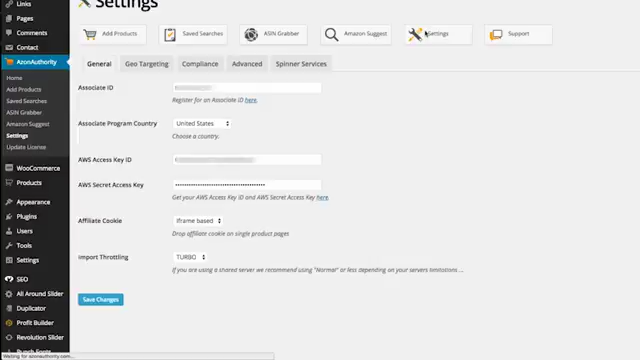 Links
Pages
Comments
Contact
AzonAuthority
Home
Add Products
Saved Searches
ASIN Grabber
Amazon Suggest
Settings
Update License
WooCommerce
Products
Appearance
Plugins
Users
Tools
Settings
SEO
All Around Slider
Duplicator
Profit Builder
Revolution Slider
Punch Fonts
Settings
Add Products
Saved Searches
ASIN Grabber
Amazon Suggest
Settings
Support
General
Geo Targeting
Compliance
Advanced
Spinner Services
Associate ID
Register for an Associate ID here.
Associate Program Country
United States
Choose a country.
AWS Access Key ID
AWS Secret Access Key
Get your AWS Access Key ID and AWS Secret Access Key here.
Affiliate Cookie
Iframe based
Drop affiliate cookie on single product pages
Import Throttling
TURBO
If you are using a shared server we recommend using "Normal" or less depending on your servers limitations ...
Save Changes
Waiting for azonauthority.com...